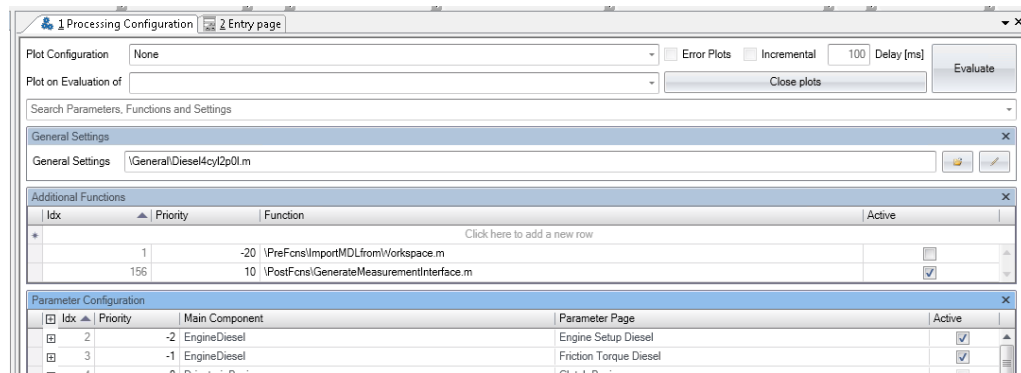 1 Processing Configuration 2 Entry page
Plot Configuration None Error Plots Incremental 100 Delay [ms] Evaluate
Plot on Evaluation of Close plots
Search Parameters, Functions and Settings
General Settings
General Settings \General\Diesel4cyl2p0l.m
Additional Functions
Idx Priority Function Active
Click here to add a new row
1 -20 \PreFcns\ImportMDLfromWorkspace.m
156 10 \PostFcns\GenerateMeasurementInterface.m
Parameter Configuration
Idx Priority Main Component Parameter Page Active
2 -2 EngineDiesel Engine Setup Diesel
3 -1 EngineDiesel Friction Torque Diesel